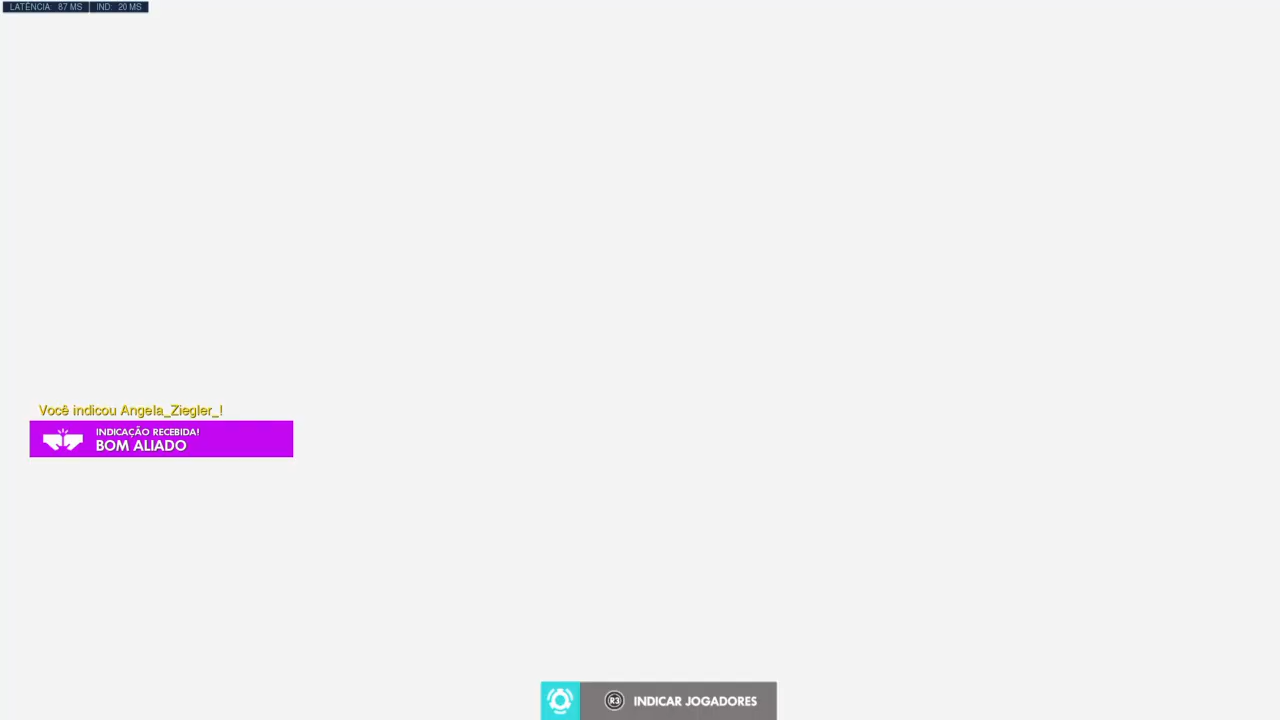 LATÊNCIA: 87 MS IND: 20 MS
Você indicou Angela_Ziegler_!
INDICAÇÃO RECEBIDA!
BOM ALIADO
R3 INDICAR JOGADORES